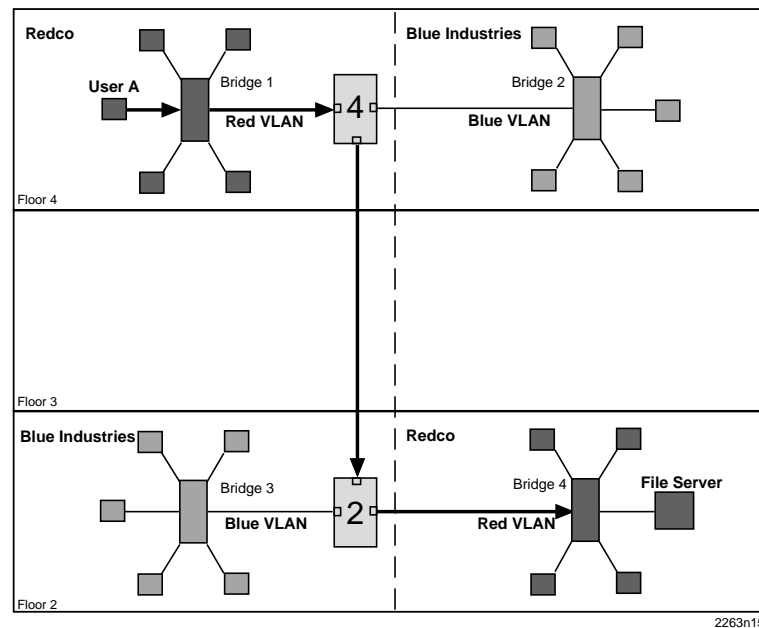 Redco
Blue Industries
User A
Bridge 1
Bridge 2
4
Red VLAN
Blue VLAN
Floor 4
Floor 3
Blue Industries
Redco
Bridge 3
Bridge 4
File Server
2
Blue VLAN
Red VLAN
Floor 2
2263n15